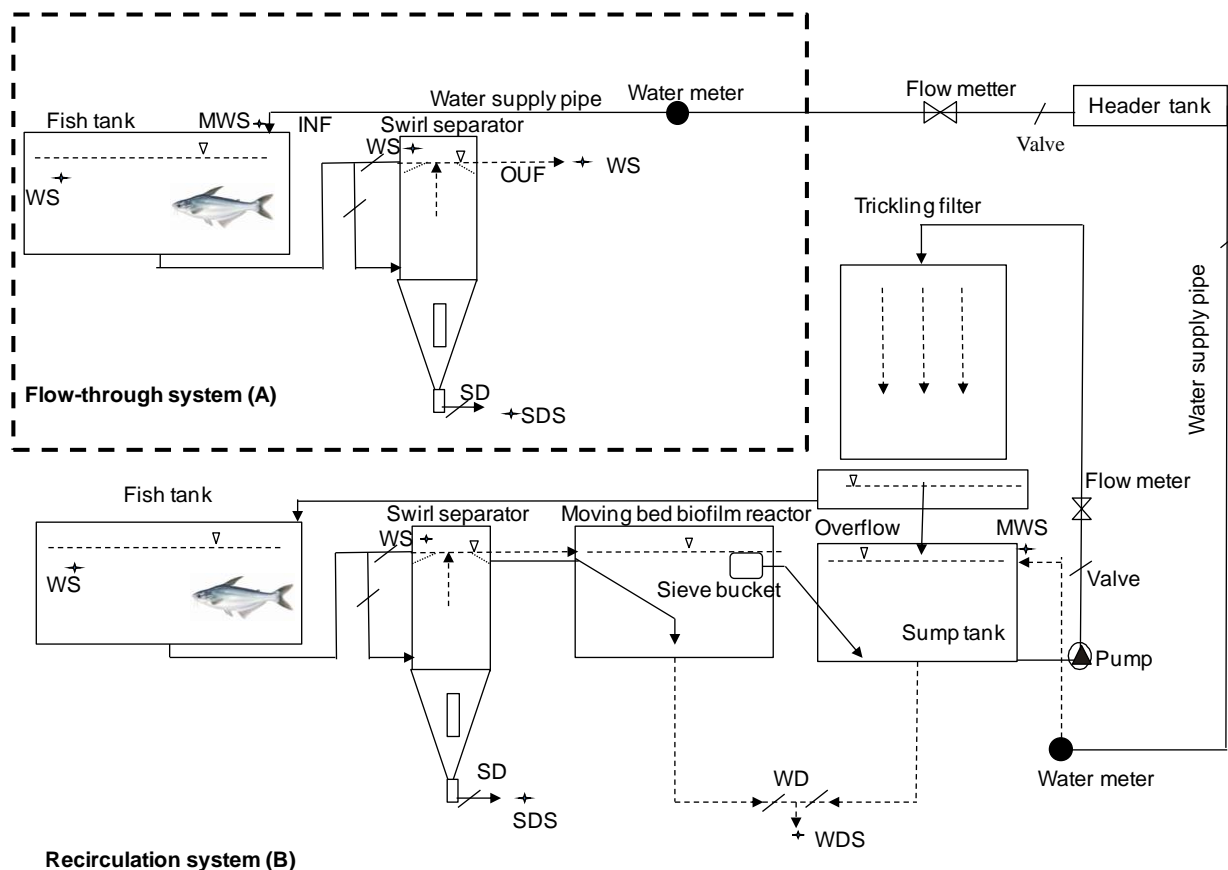 Water supply pipe
Water meter
Flow metter
Header tank
Fish tank
MWS
INF
Swirl separator
Valve
WS
WS
OUF
WS
Trickling filter
Water supply pipe
SD
SDS
Flow-through system (A)
Fish tank
Flow meter
Swirl separator
Moving bed biofilm reactor
Overflow
MWS
WS
WS
Valve
Sieve bucket
Sump tank
Pump
SD
SDS
WD
WDS
Water meter
Recirculation system (B)